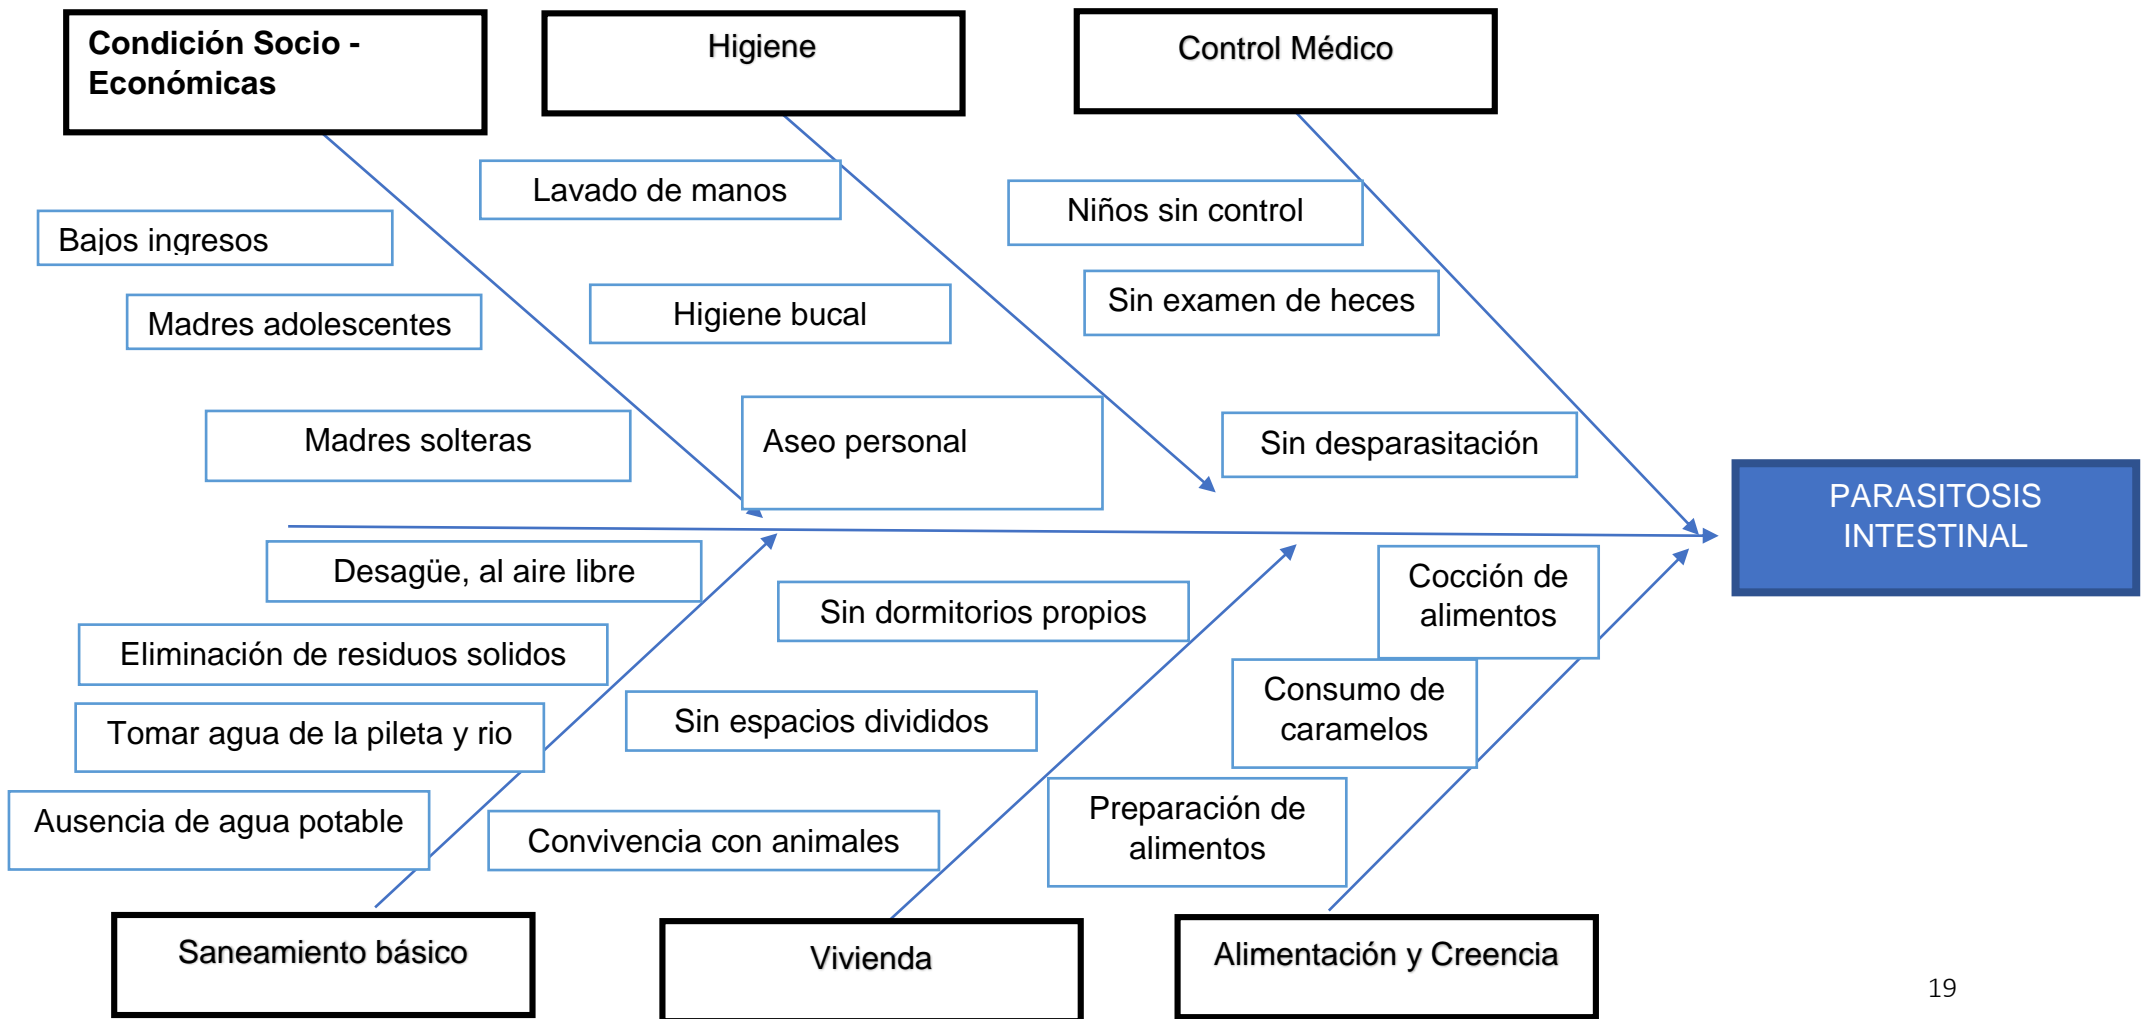 Condición Socio -
Económicas
Higiene
Control Médico
Lavado de manos
Niños sin control
Bajos ingresos
Higiene bucal
Sin examen de heces
Madres adolescentes
Madres solteras
Aseo personal
Sin desparasitación
PARASITOSIS
INTESTINAL
Desagüe, al aire libre
Sin dormitorios propios
Cocción de
alimentos
Eliminación de residuos solidos
Consumo de
caramelos
Tomar agua de la pileta y rio
Sin espacios divididos
Preparación de
alimentos
Ausencia de agua potable
Convivencia con animales
Saneamiento básico
Vivienda
Alimentación y Creencia
19